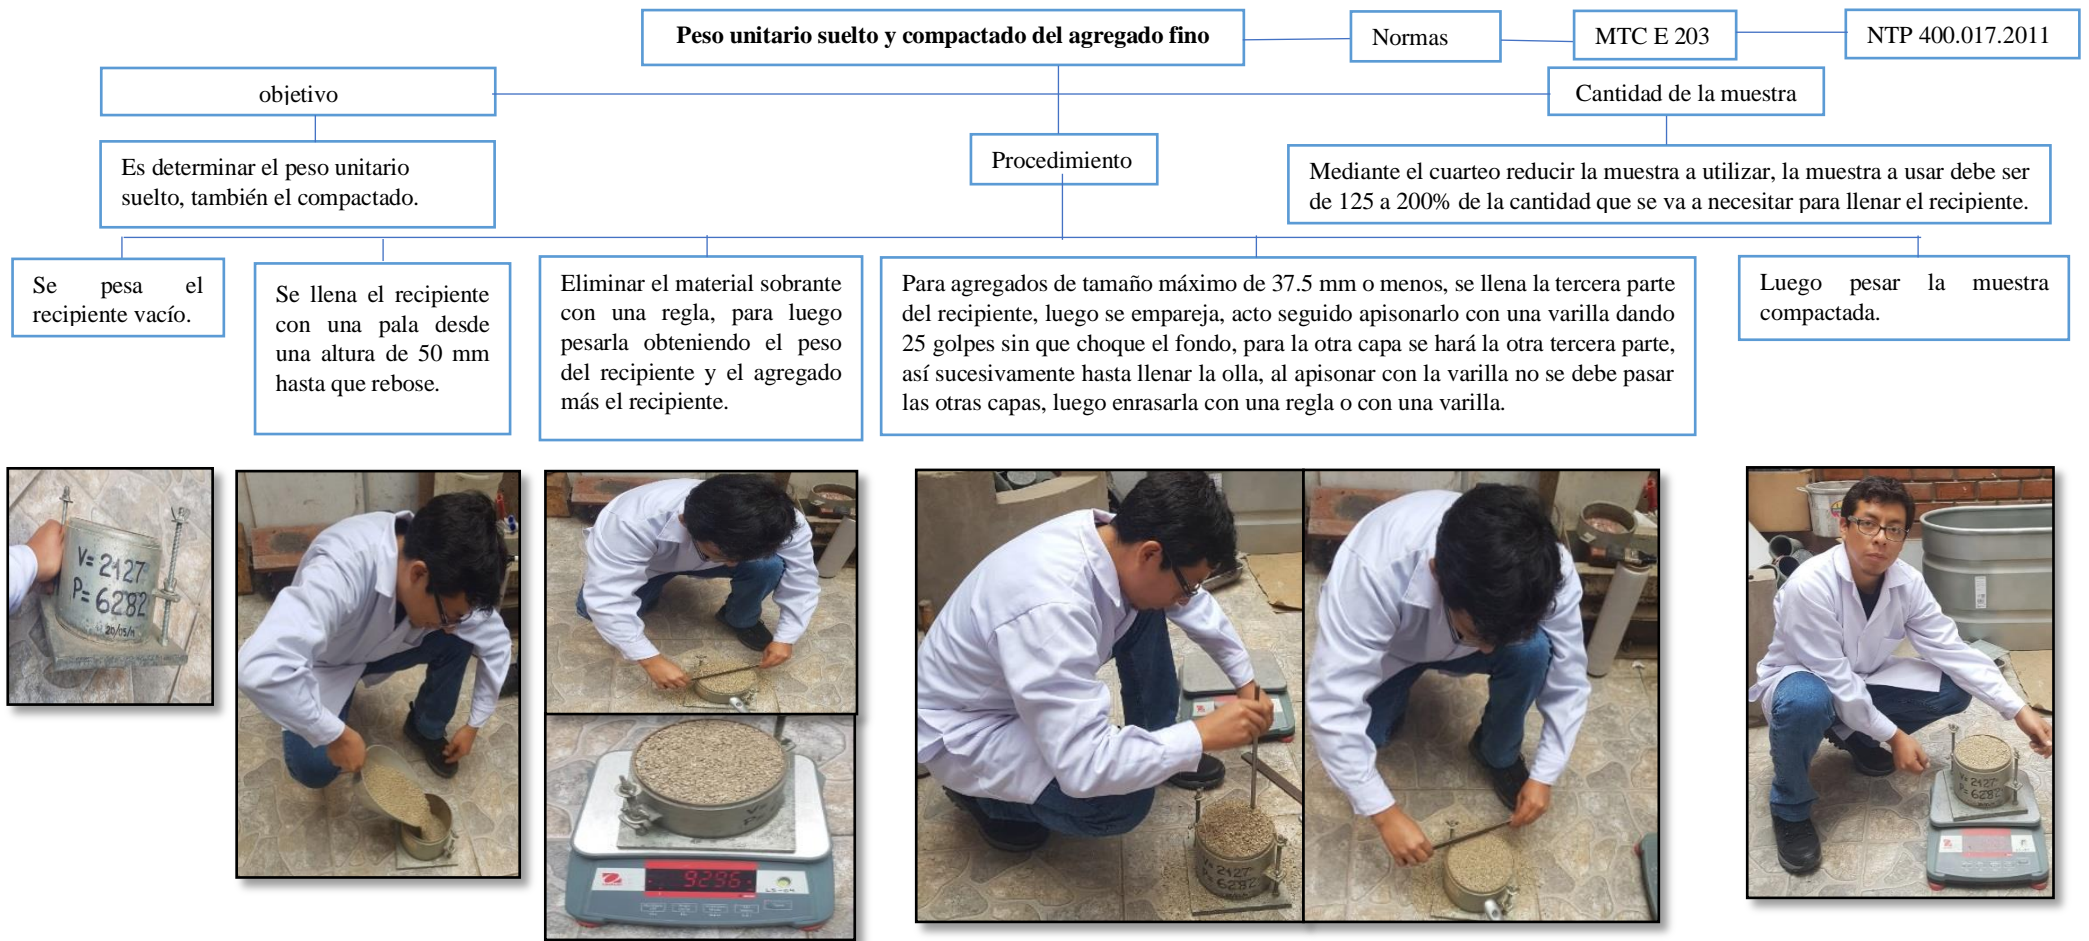 Peso unitario suelto y compactado del agregado fino
Normas
MTC E 203
NTP 400.017.2011
objetivo
Cantidad de la muestra
Es determinar el peso unitario
suelto, también el compactado.
Procedimiento
Mediante el cuarteo reducir la muestra a utilizar, la muestra a usar debe ser
de 125 a 200% de la cantidad que se va a necesitar para llenar el recipiente.
Se pesa el
recipiente vacío.
Se llena el recipiente
con una pala desde
una altura de 50 mm
hasta que rebose.
Eliminar el material sobrante
con una regla, para luego
pesarla obteniendo el peso
del recipiente y el agregado
más el recipiente.
Para agregados de tamaño máximo de 37.5 mm o menos, se llena la tercera parte
del recipiente, luego se empareja, acto seguido apisonarlo con una varilla dando
25 golpes sin que choque el fondo, para la otra capa se hará la otra tercera parte,
así sucesivamente hasta llenar la olla, al apisonar con la varilla no se debe pasar
las otras capas, luego enrasarla con una regla o con una varilla.
Luego pesar la muestra
compactada.
V= 2127
P= 6282
20/05/11
9296
V= 2127
P= 6282
V= 2127
P= 6282